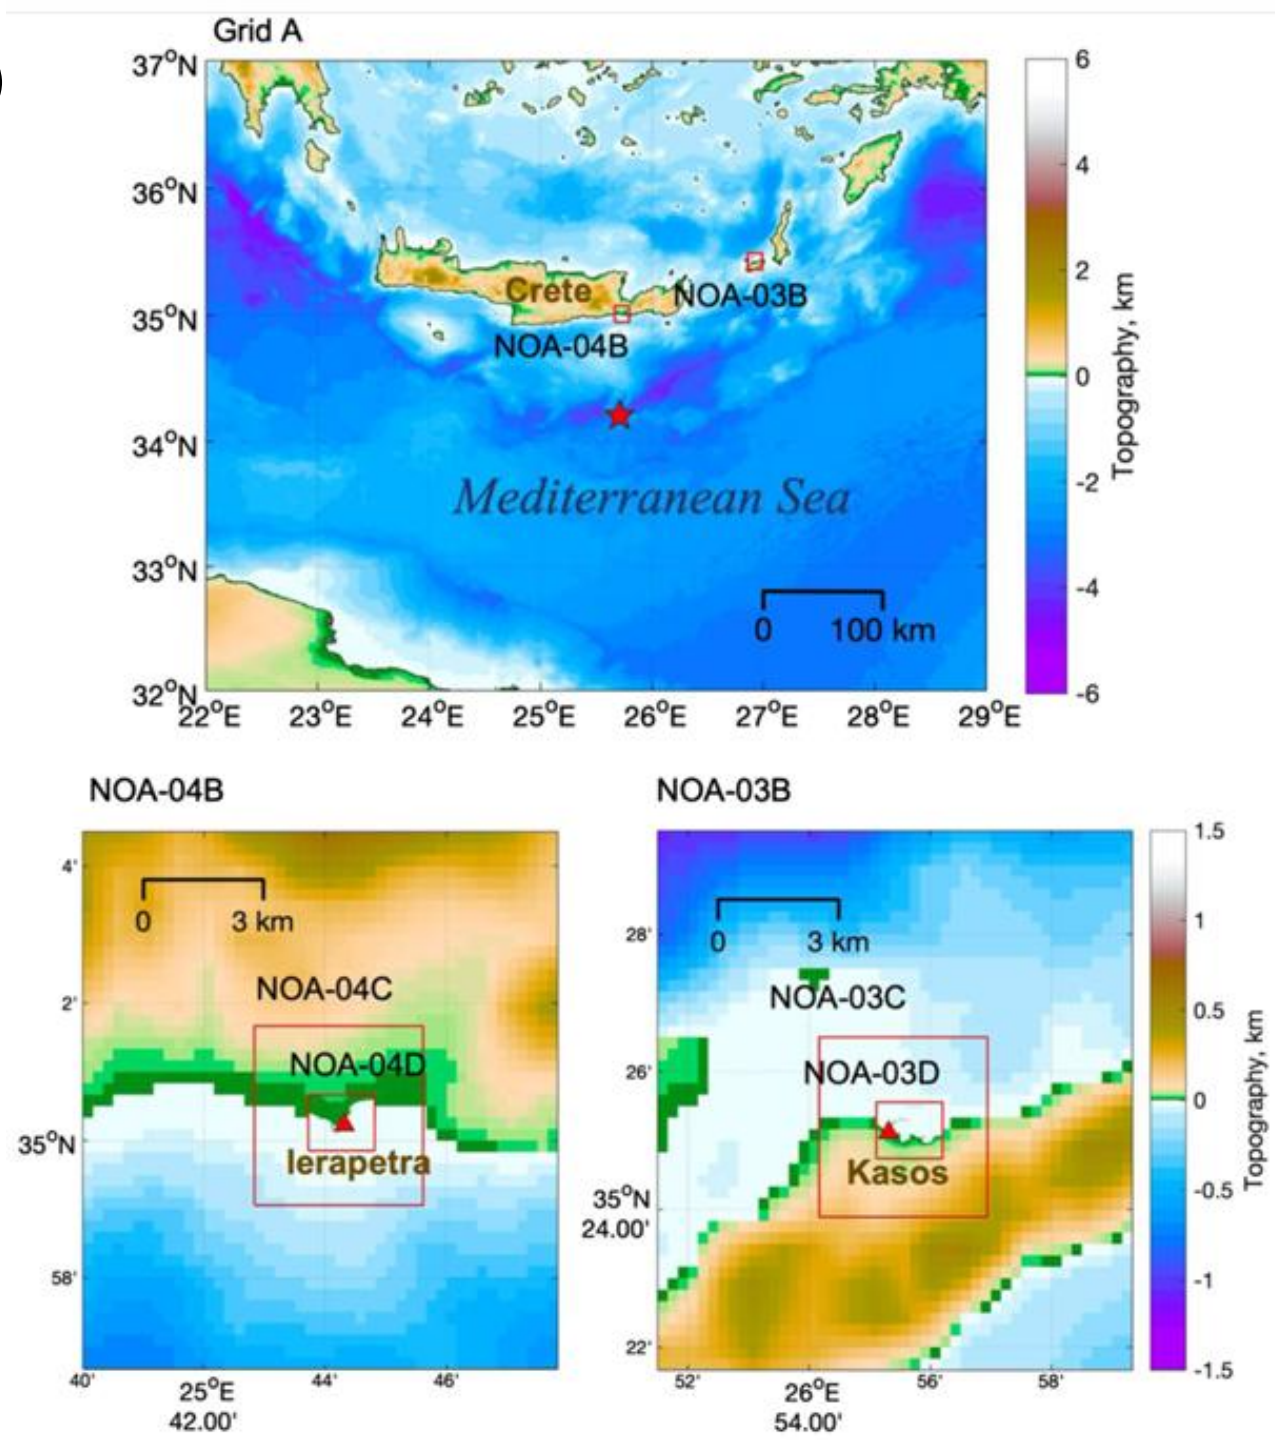 )
Grid A
37°N
36°N
35°N
34°N
33°N
32°N
22°E 23°E 24°E 25°E 26°E 27°E 28°E 29°E
Crete
NOA-03B
NOA-04B
Mediterranean Sea
0 100 km
6
4
2
0
-2
-4
-6
Topography, km
NOA-04B
4'
2'
35°N
58'
0 3 km
NOA-04C
NOA-04D
Ierapetra
40' 25°E 44' 46'
42.00'
NOA-03B
28'
26'
35°N
24.00'
22'
0 3 km
NOA-03C
NOA-03D
Kasos
52' 26°E 56' 58'
54.00'
1.5
1
0.5
0
-0.5
-1
-1.5
Topography, km